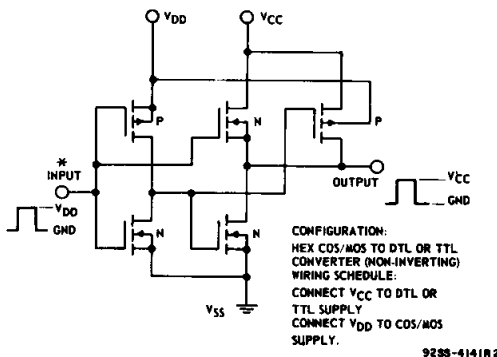 VDD
VCC
P
N
P
*
INPUT
OUTPUT
VDD
GND
N
N
VCC
GND
VSS
CONFIGURATION:
HEX COS/MOS TO DTL OR TTL
CONVERTER (NON-INVERTING)
WIRING SCHEDULE:
CONNECT VCC TO DTL OR
TTL SUPPLY
CONNECT VDD TO COS/MOS
SUPPLY.
92SS-4141R2